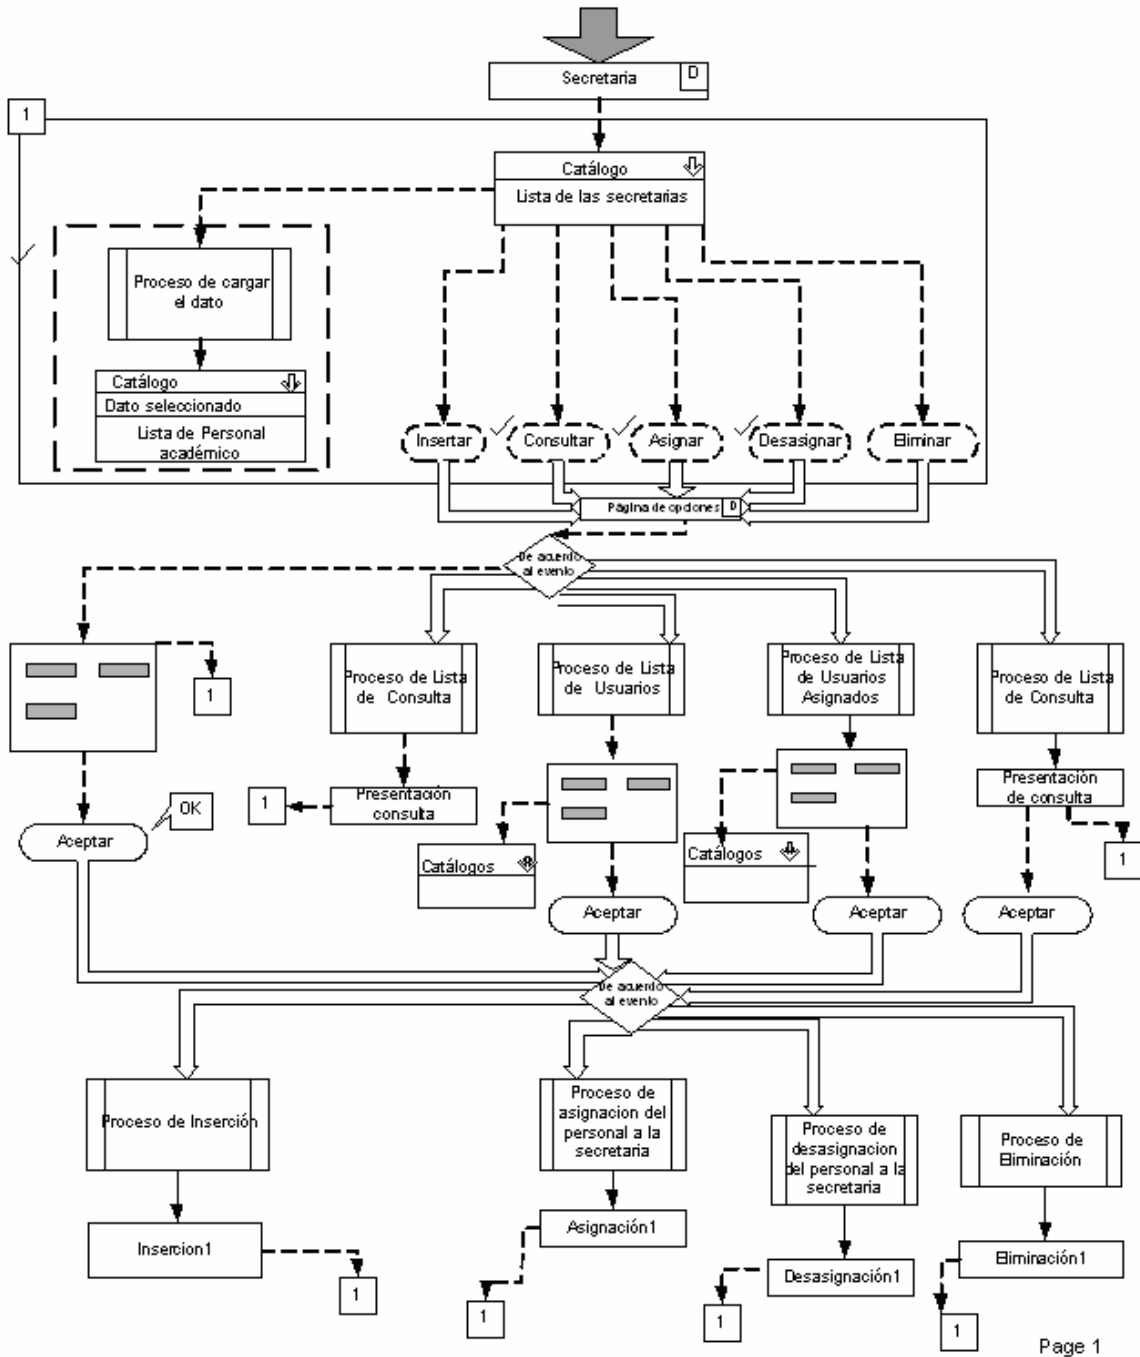 Secretaria
D
1
Catálogo
Lista de las secretarias
Proceso de cargar
el dato
Catálogo
Dato seleccionado
Lista de Personal
académico
Insertar
Consultar
Asignar
Desasignar
Eliminar
Página de opciones
D
De acuerdo
al evento
1
Proceso de Lista
de Consulta
Proceso de Lista
de Usuarios
Proceso de Lista
de Usuarios
Asignados
Proceso de Lista
de Consulta
OK
Aceptar
1
Presentación
consulta
Catálogos
Catálogos
Presentación
de consulta
1
Aceptar
Aceptar
Aceptar
De acuerdo
al evento
Proceso de Inserción
Proceso de
asignacion del
personal a la
secretaria
Proceso de
desasignacion
del personal a la
secretaria
Proceso de
Eliminación
Insercion1
Asignación1
Desasignación1
Eliminación1
1
1
1
1
Page 1